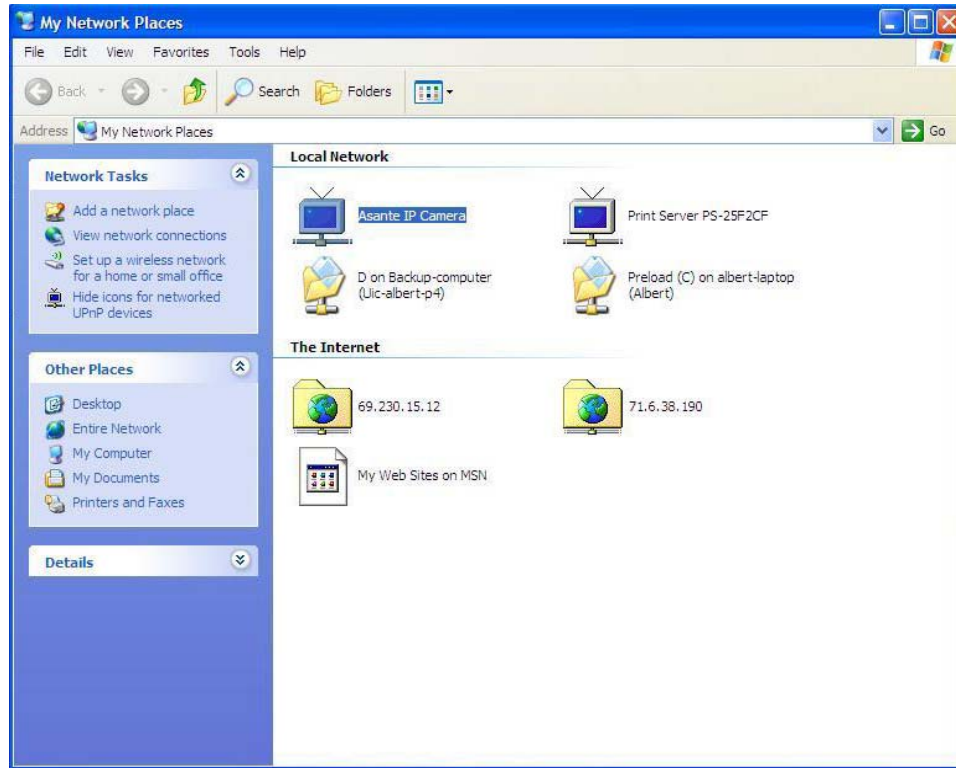 My Network Places
File Edit View Favorites Tools Help
Back Search Folders
Address My Network Places Go
Network Tasks
Add a network place
View network connections
Set up a wireless network
for a home or small office
Hide icons for networked
UPnP devices
Other Places
Desktop
Entire Network
My Computer
My Documents
Printers and Faxes
Details
Local Network
Asante IP Camera
Print Server PS-25F2CF
D on Backup-computer
(Uic-albert-p4)
Preload (C) on albert-laptop
(Albert)
The Internet
69.230.15.12
71.6.38.190
My Web Sites on MSN